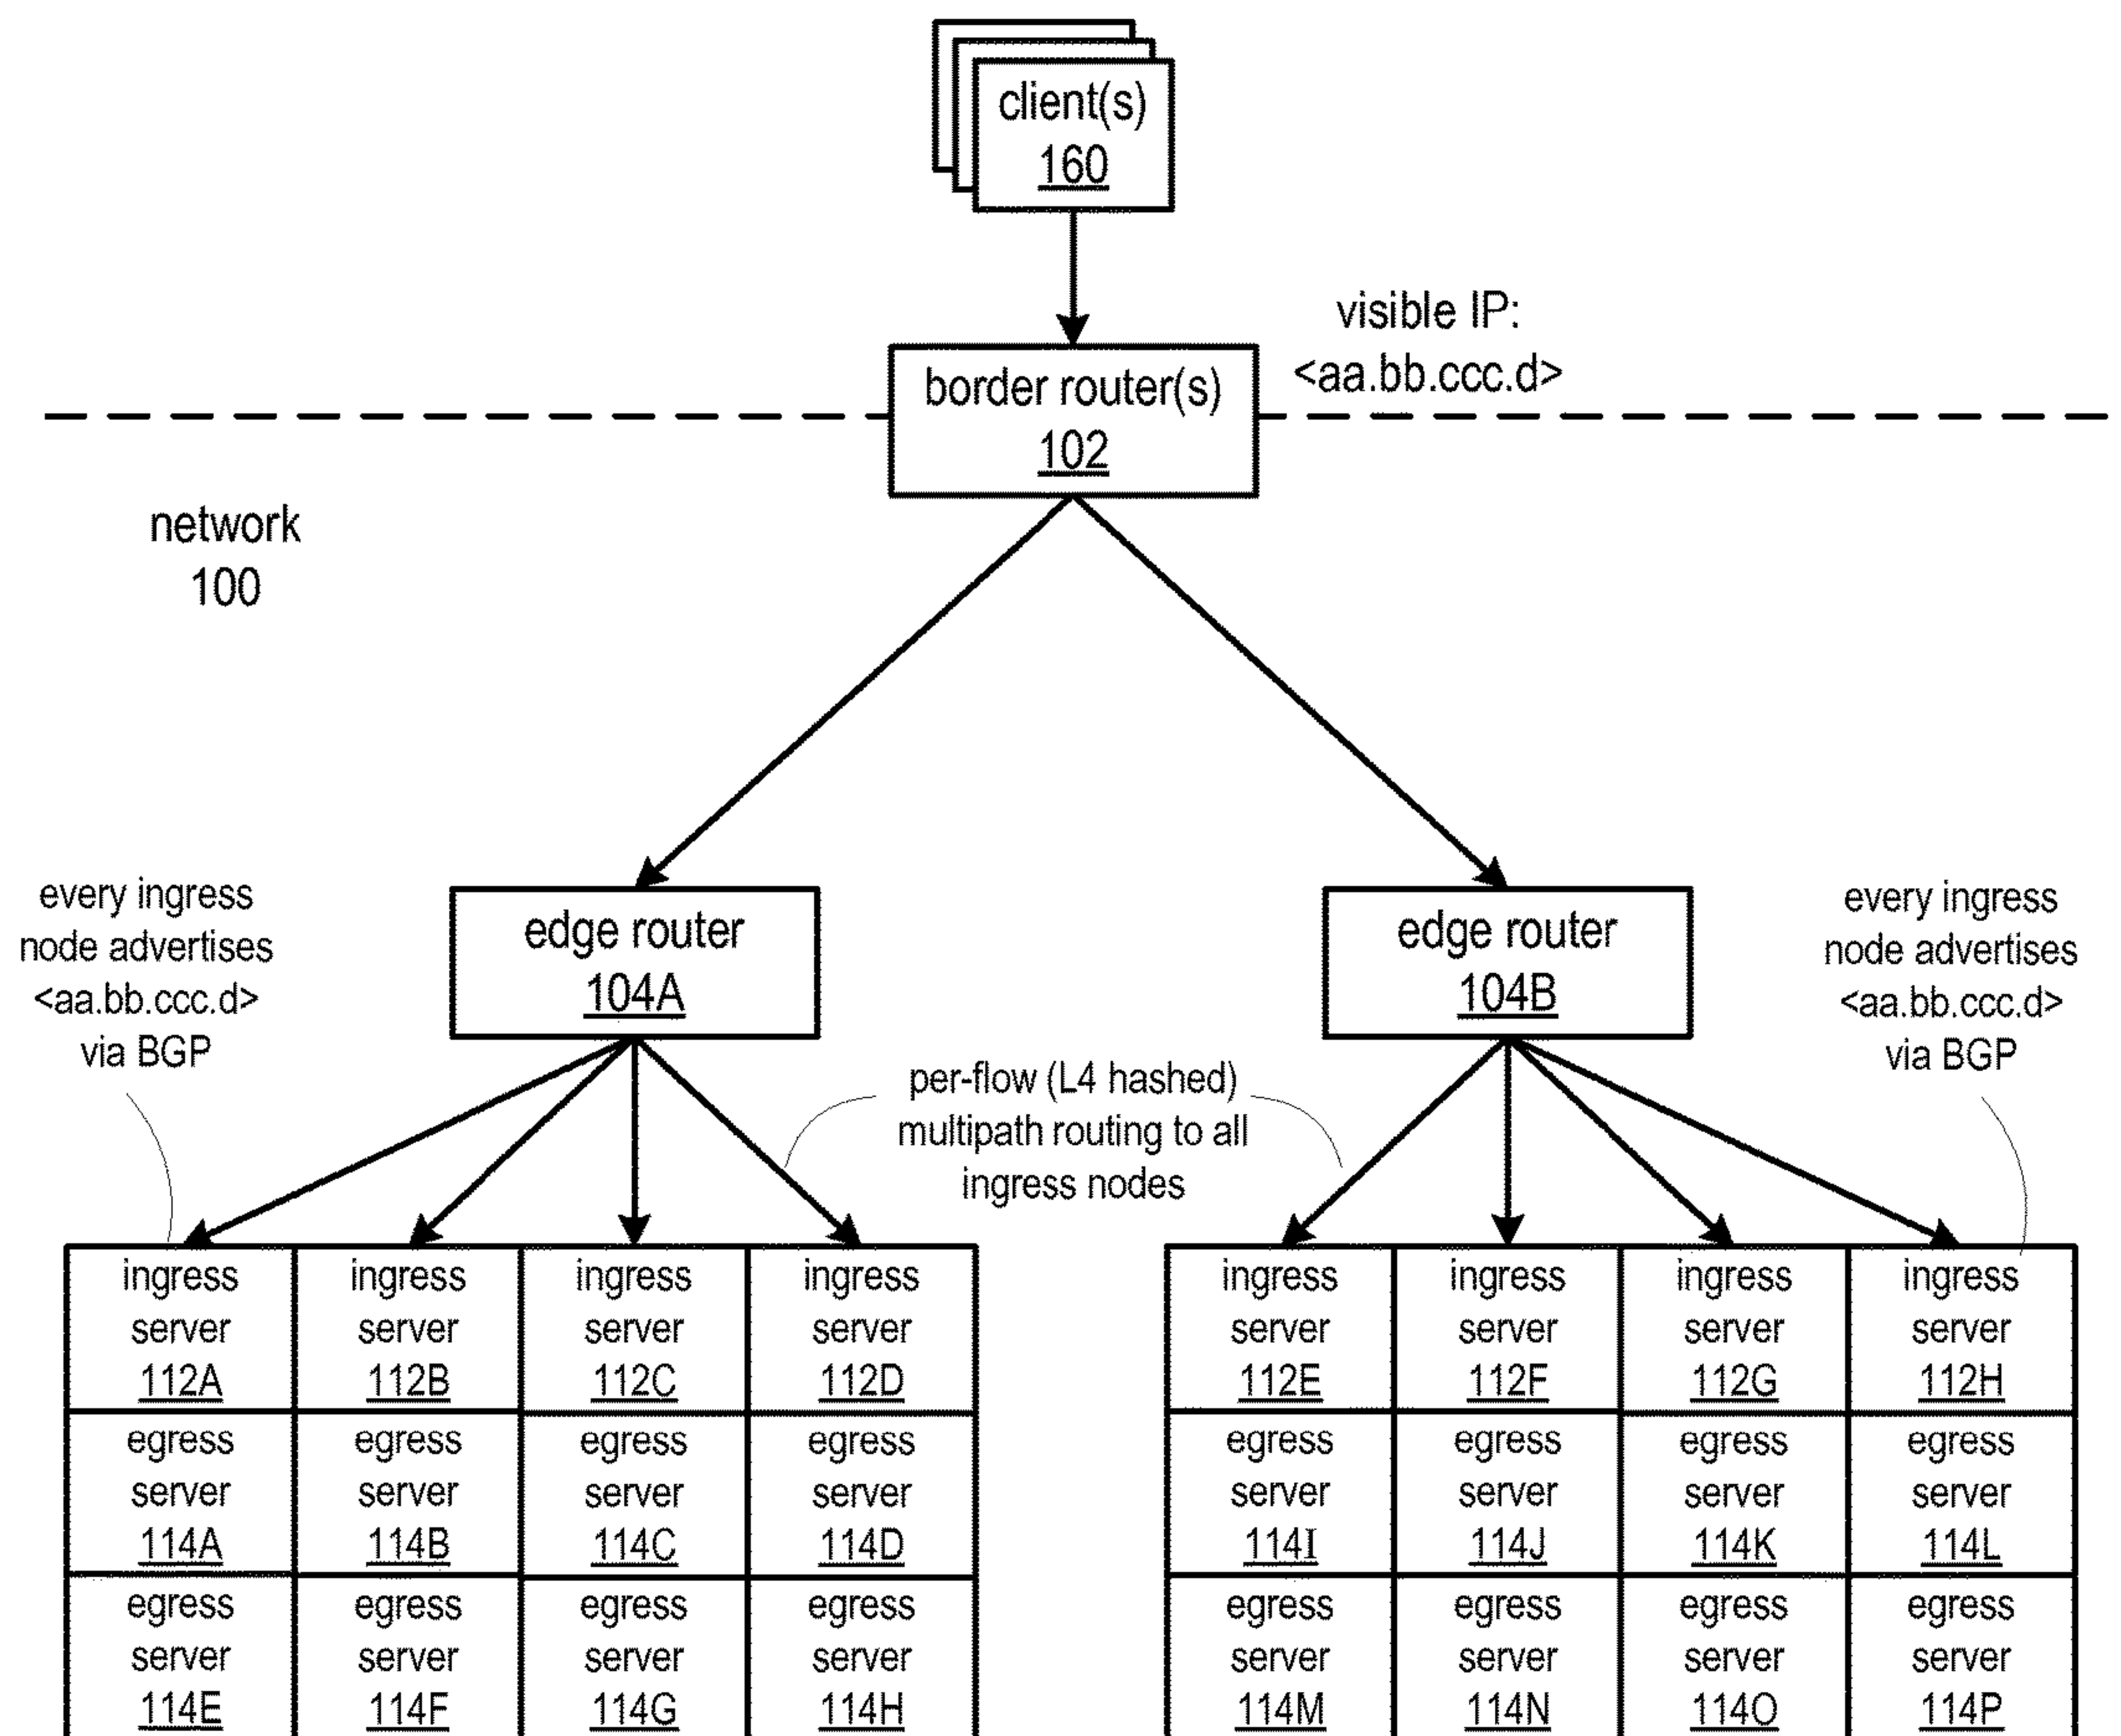 client(s)
160
visible IP:
<aa.bb.ccc.d>
border router(s)
102
network
100
every ingress
node advertises
<aa.bb.ccc.d>
via BGP
edge router
104A
edge router
104B
every ingress
node advertises
<aa.bb.ccc.d>
via BGP
per-flow (L4 hashed)
multipath routing to all
ingress nodes
ingress
server
112A
ingress
server
112B
ingress
server
112C
ingress
server
112D
ingress
server
112E
ingress
server
112F
ingress
server
112G
ingress
server
112H
egress
server
114A
egress
server
114B
egress
server
114C
egress
server
114D
egress
server
114I
egress
server
114J
egress
server
114K
egress
server
114L
egress
server
114E
egress
server
114F
egress
server
114G
egress
server
114H
egress
server
114M
egress
server
114N
egress
server
114O
egress
server
114P